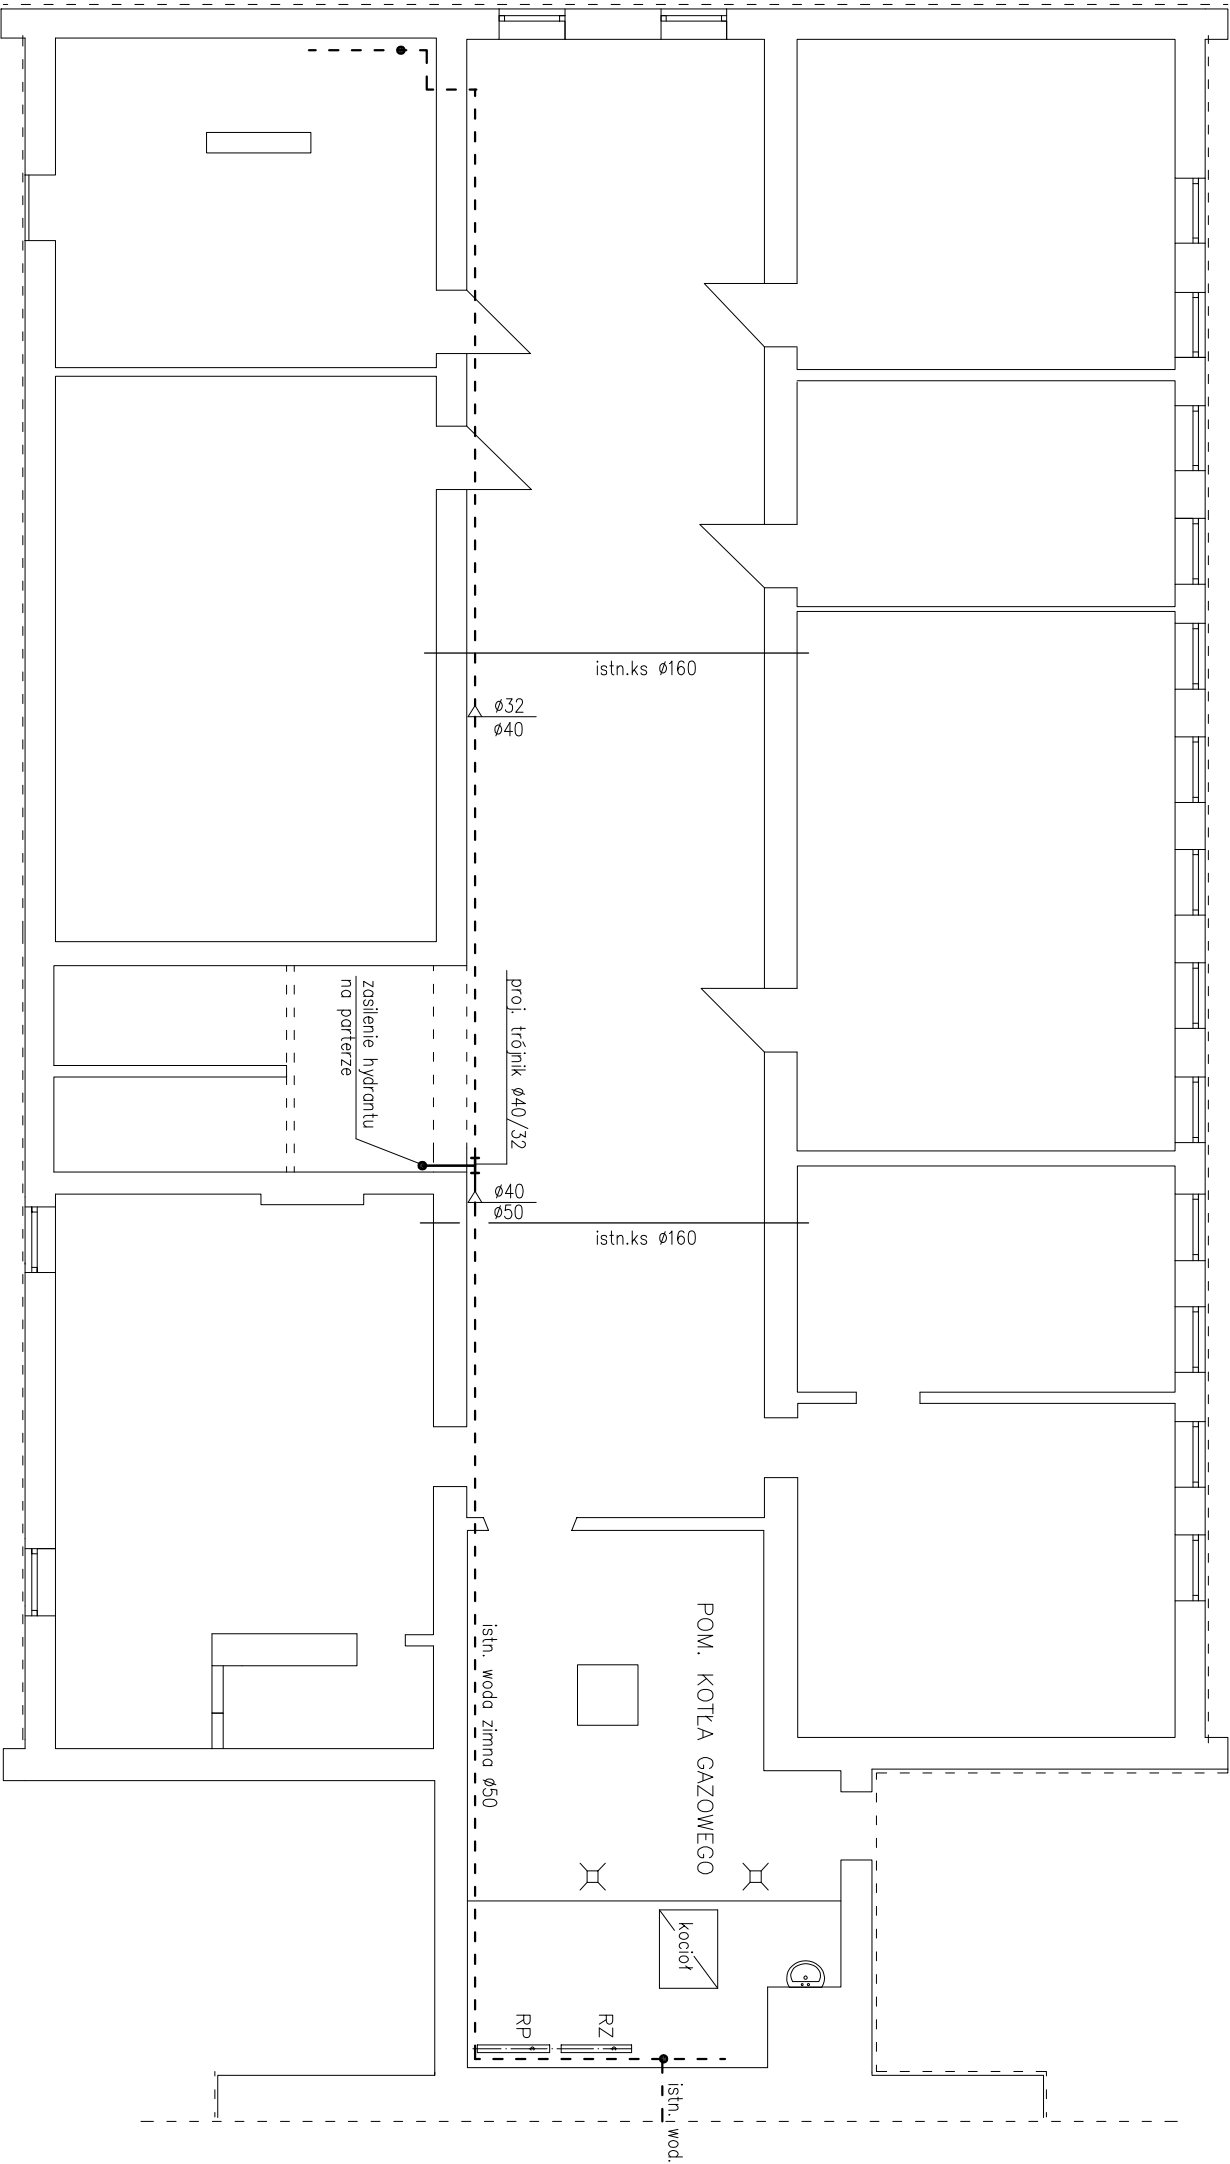 istn.ks ø160
ø32
ø40
proj. trójnik ø40/32
zasilenie hydrantu
na parterze
ø40
ø50
istn.ks ø160
POM. KOTŁA GAZOWEGO
istn. woda zimna ø50
kocioł
RP
RZ
istn. wod.